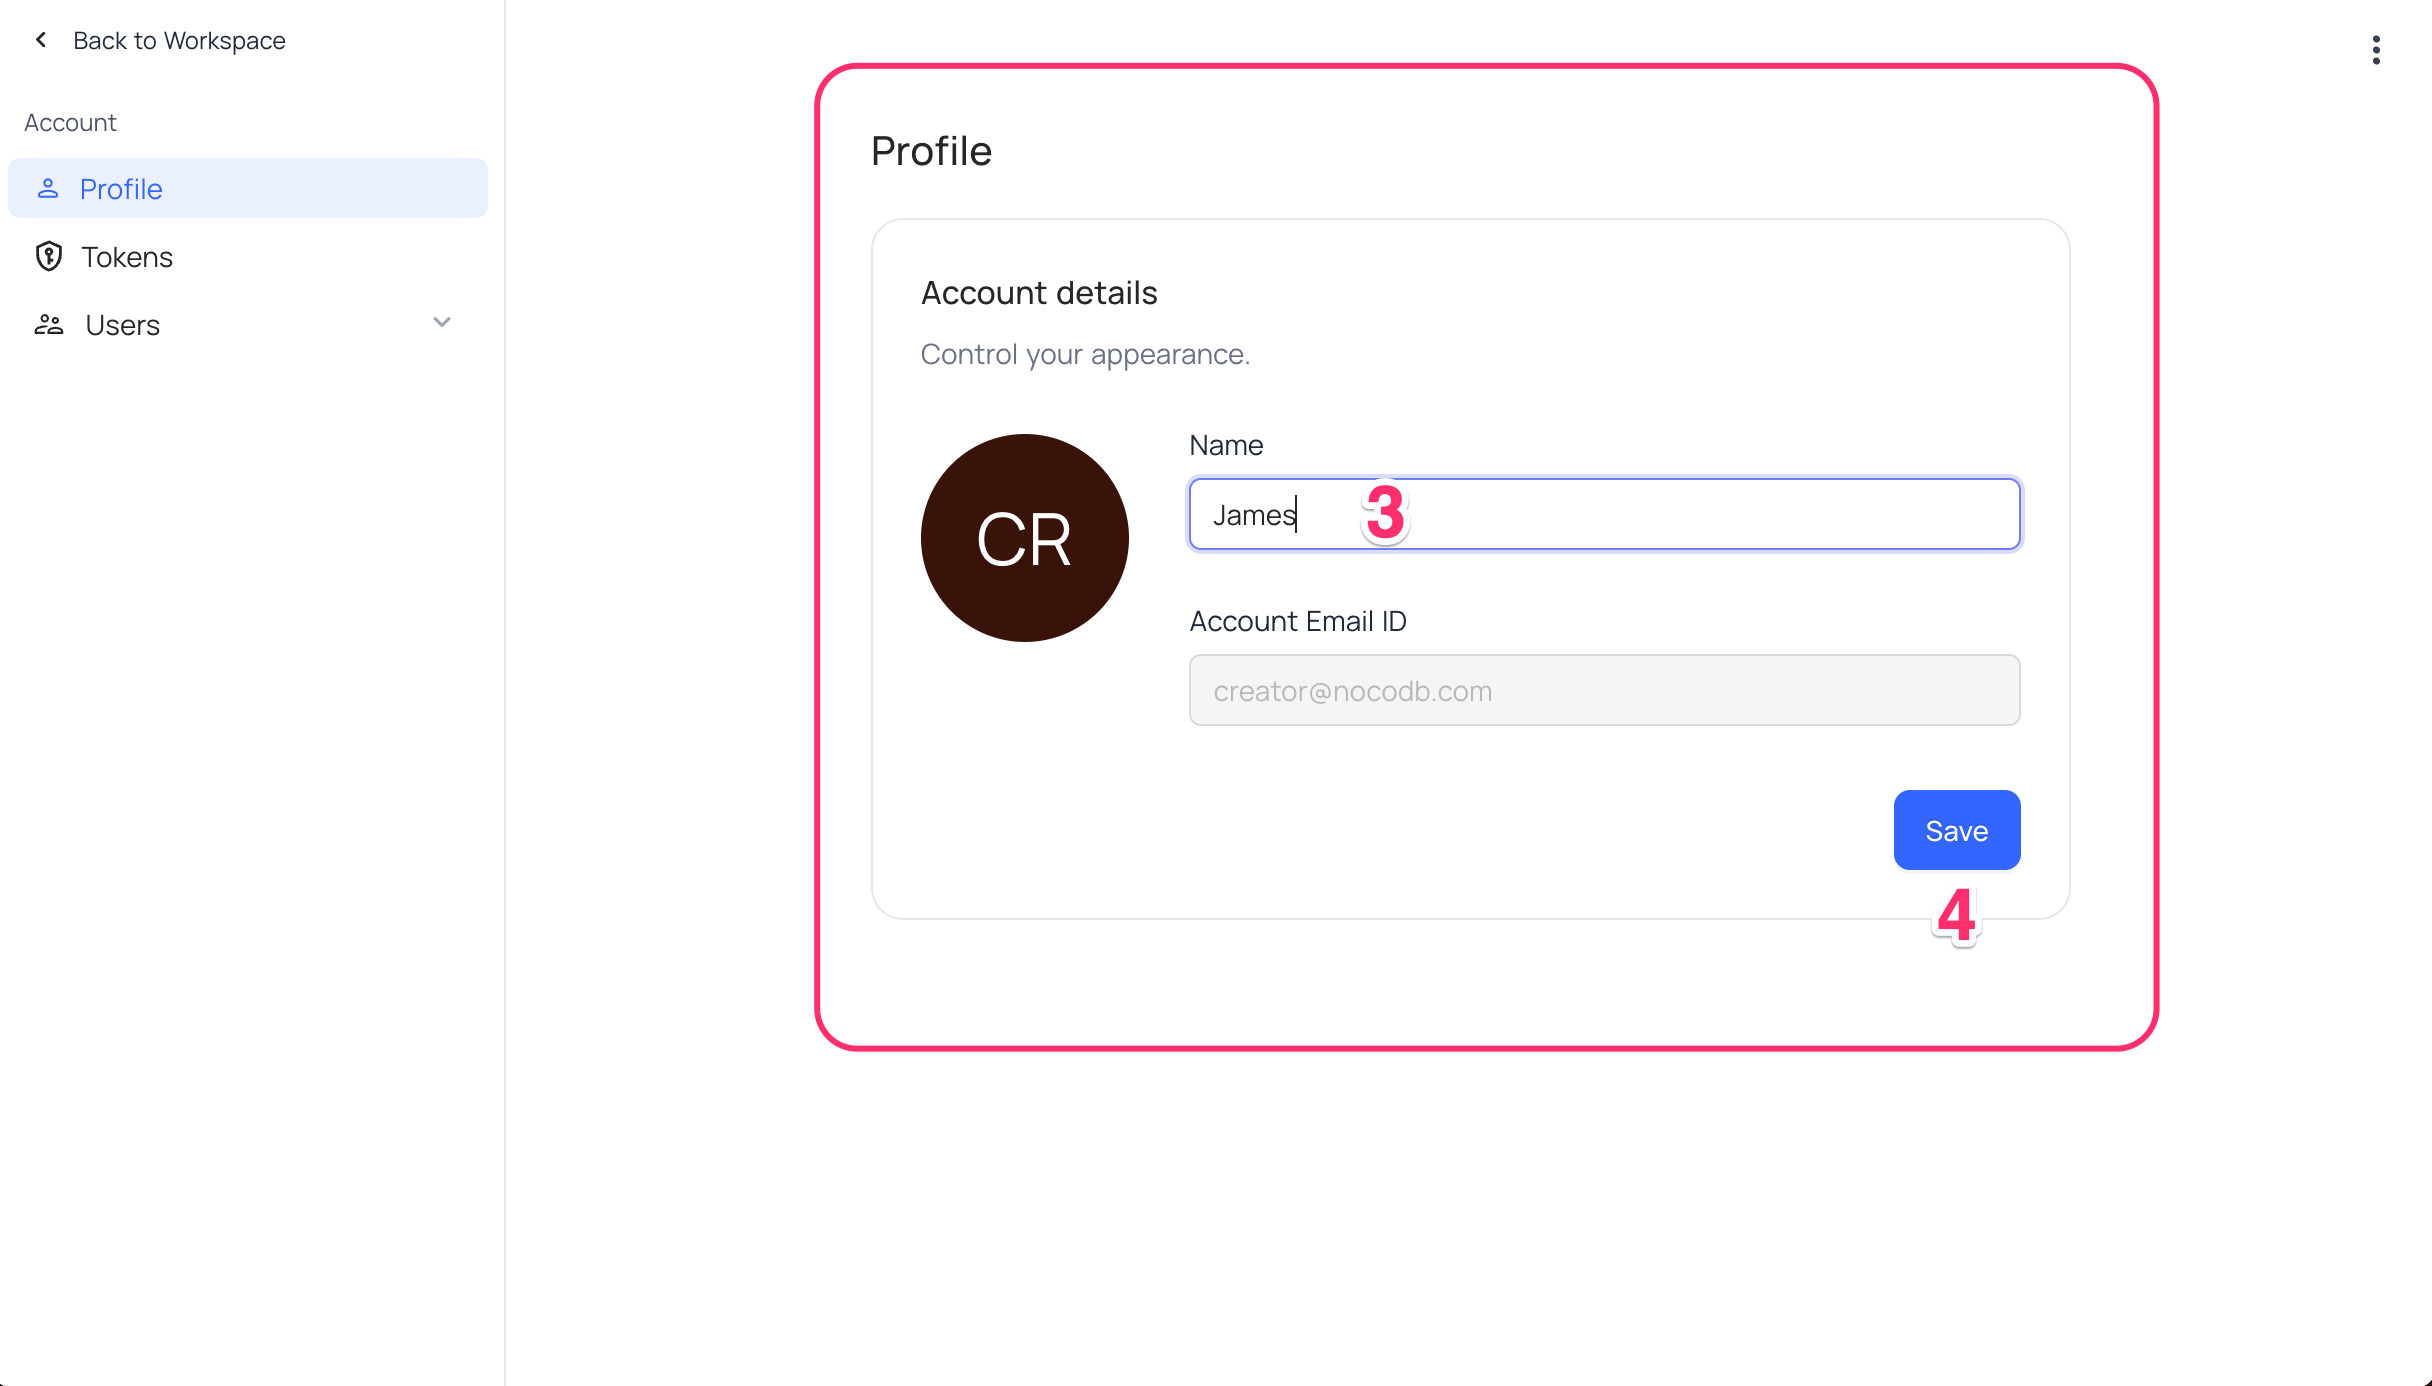 Back to Workspace
Account
Profile
Tokens
Users
Profile
Account details
Control your appearance.
CR
Name
James
3
Account Email ID
creator@nocodb.com
Save
4